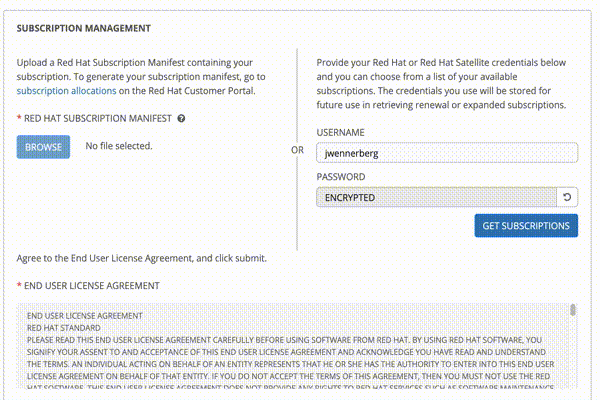 SUBSCRIPTION MANAGEMENT
Upload a Red Hat Subscription Manifest containing your
subscription. To generate your subscription manifest, go to
subscription allocations on the Red Hat Customer Portal.
* RED HAT SUBSCRIPTION MANIFEST ?
BROWSE
No file selected.
OR
Provide your Red Hat or Red Hat Satellite credentials below
and you can choose from a list of your available
subscriptions. The credentials you use will be stored for
future use in retrieving renewal or expanded subscriptions.
USERNAME
jwennerberg
PASSWORD
ENCRYPTED
GET SUBSCRIPTIONS
Agree to the End User License Agreement, and click submit.
* END USER LICENSE AGREEMENT
END USER LICENSE AGREEMENT
RED HAT STANDARD
PLEASE READ THIS END USER LICENSE AGREEMENT CAREFULLY BEFORE USING SOFTWARE FROM RED HAT. BY USING RED HAT SOFTWARE, YOU
SIGNIFY YOUR ASSENT TO AND ACCEPTANCE OF THIS END USER LICENSE AGREEMENT AND ACKNOWLEDGE YOU HAVE READ AND UNDERSTAND
THE TERMS. AN INDIVIDUAL ACTING ON BEHALF OF AN ENTITY REPRESENTS THAT HE OR SHE HAS THE AUTHORITY TO ENTER INTO THIS END USER
LICENSE AGREEMENT ON BEHALF OF THAT ENTITY. IF YOU DO NOT ACCEPT THE TERMS OF THIS AGREEMENT, THEN YOU MUST NOT USE THE RED
HAT SOFTWARE. THIS END USER LICENSE AGREEMENT DOES NOT PROVIDE ANY RIGHTS TO RED HAT SERVICES SUCH AS SOFTWARE MAINTENANCE